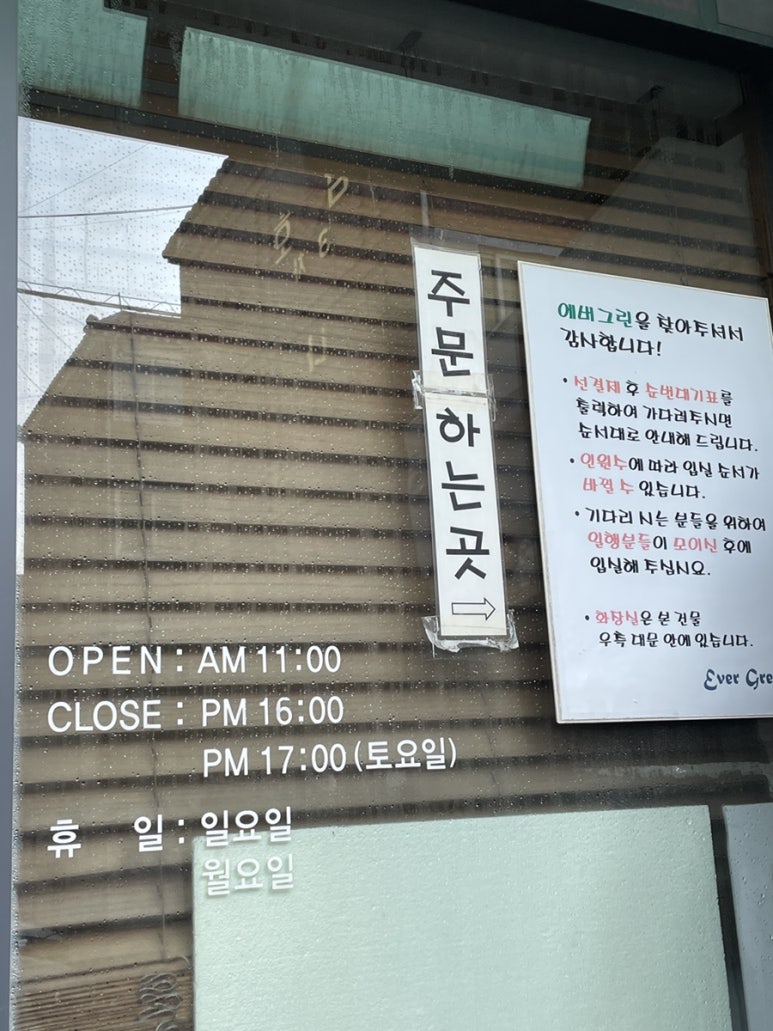 주문하는곳
에버그린을 찾아주셔서
감사합니다!
• 선결제 후 순번대기표를
출력하여 기다려주시면
순서대로 안내해 드립니다.
• 인원수에 따라 입실 순서가
바뀔 수 있습니다.
• 기다리시는 분들을 위하여
일행분들이 모이신 후에
입실해 주십시요.
• 화장실은 본 건물
우측 대문 안에 있습니다.
Ever Gre
OPEN : AM 11:00
CLOSE : PM 16:00
PM 17:00 (토요일)
휴 일 : 일요일
월요일